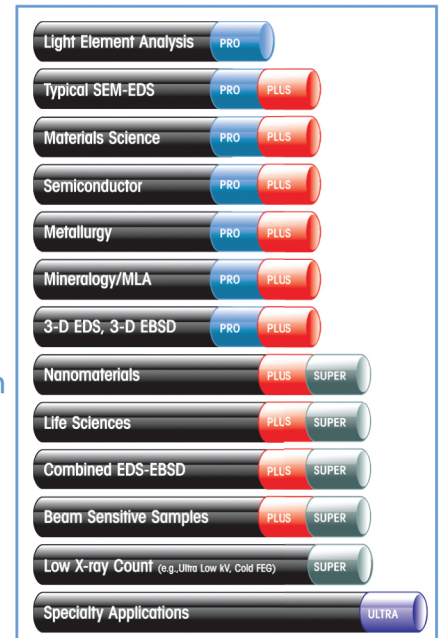 Light Element Analysis PRO
Typical SEM-EDS PRO PLUS
Materials Science PRO PLUS
Semiconductor PRO PLUS
Metallurgy PRO PLUS
Mineralogy/MLA PRO PLUS
3-D EDS, 3-D EBSD PRO PLUS
Nanomaterials PLUS SUPER
Life Sciences PLUS SUPER
Combined EDS-EBSD PLUS SUPER
Beam Sensitive Samples PLUS SUPER
Low X-ray Count (e.g.,Ultra Low kV, Cold FEG) SUPER
Specialty Applications ULTRA